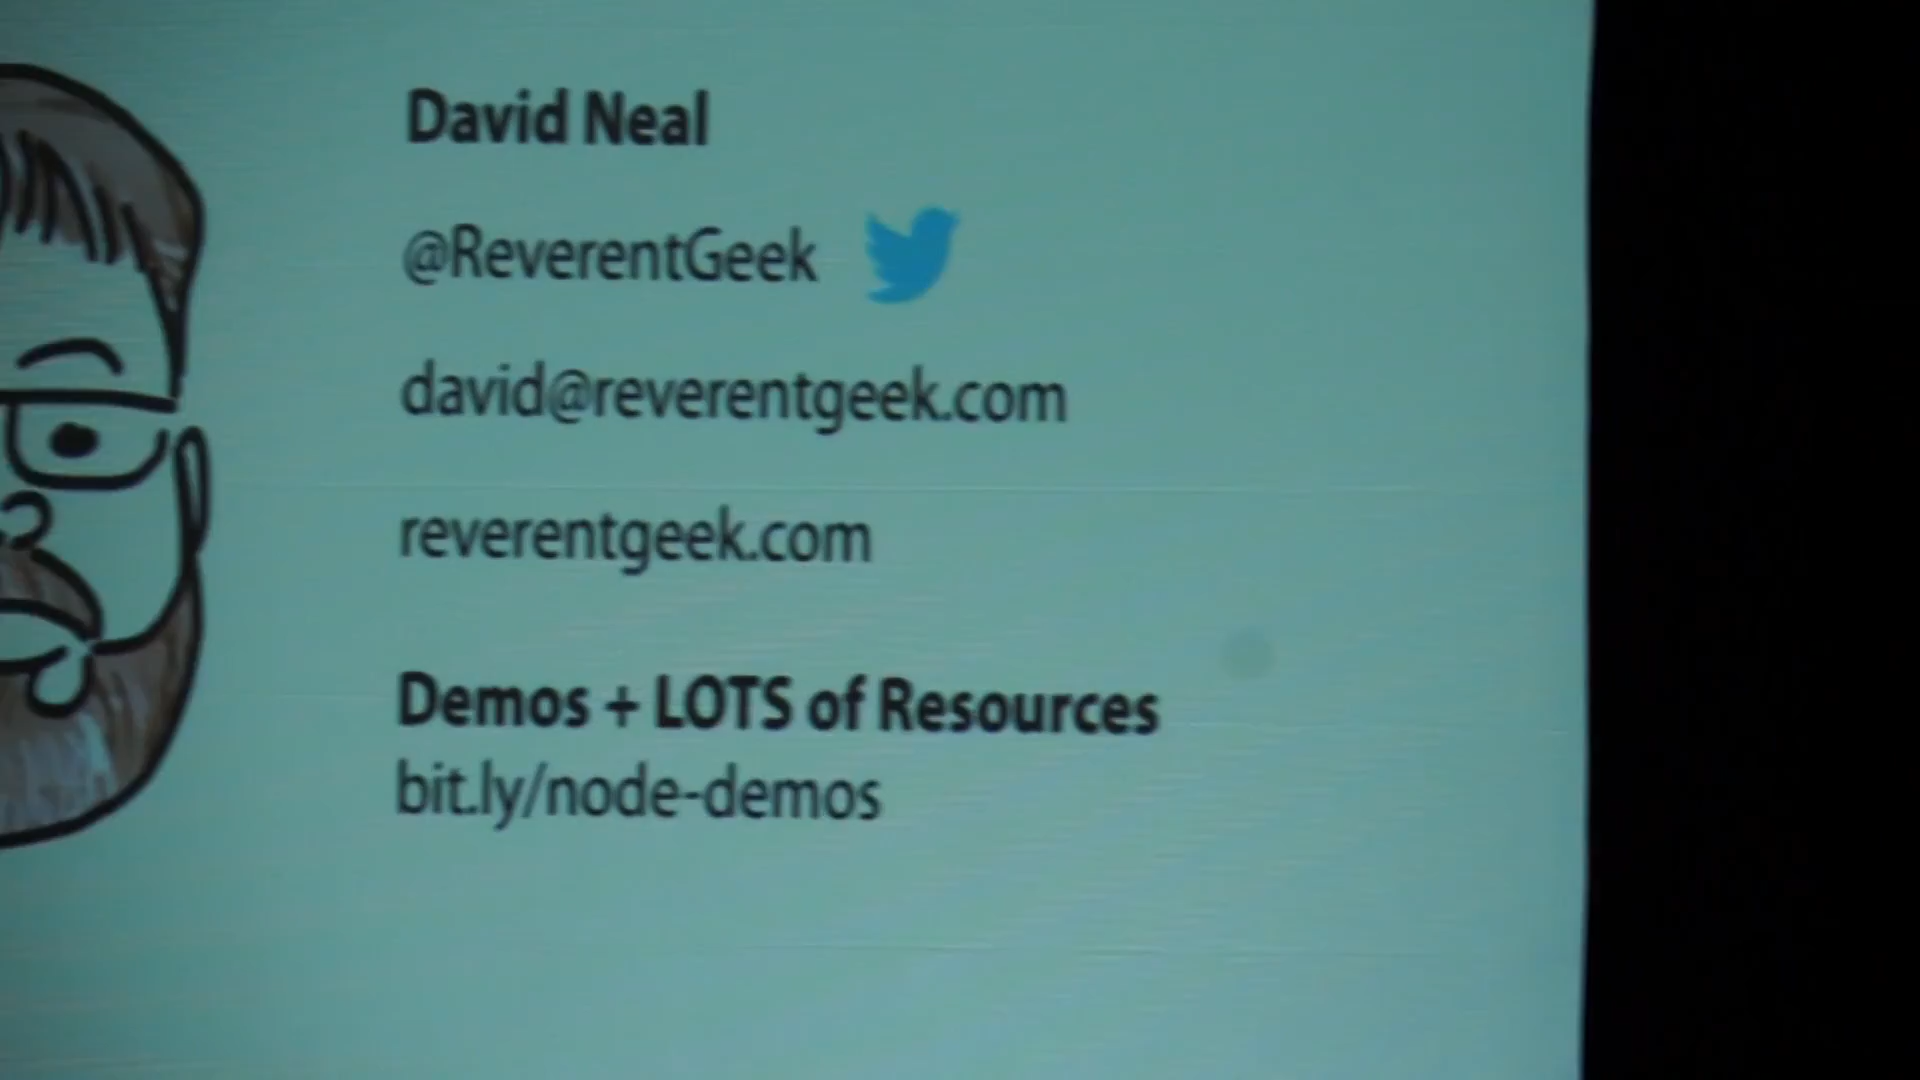 David Neal
@ReverentGeek
david@reverentgeek.com
reverentgeek.com
Demos + LOTS of Resources
bit.ly/node-demos